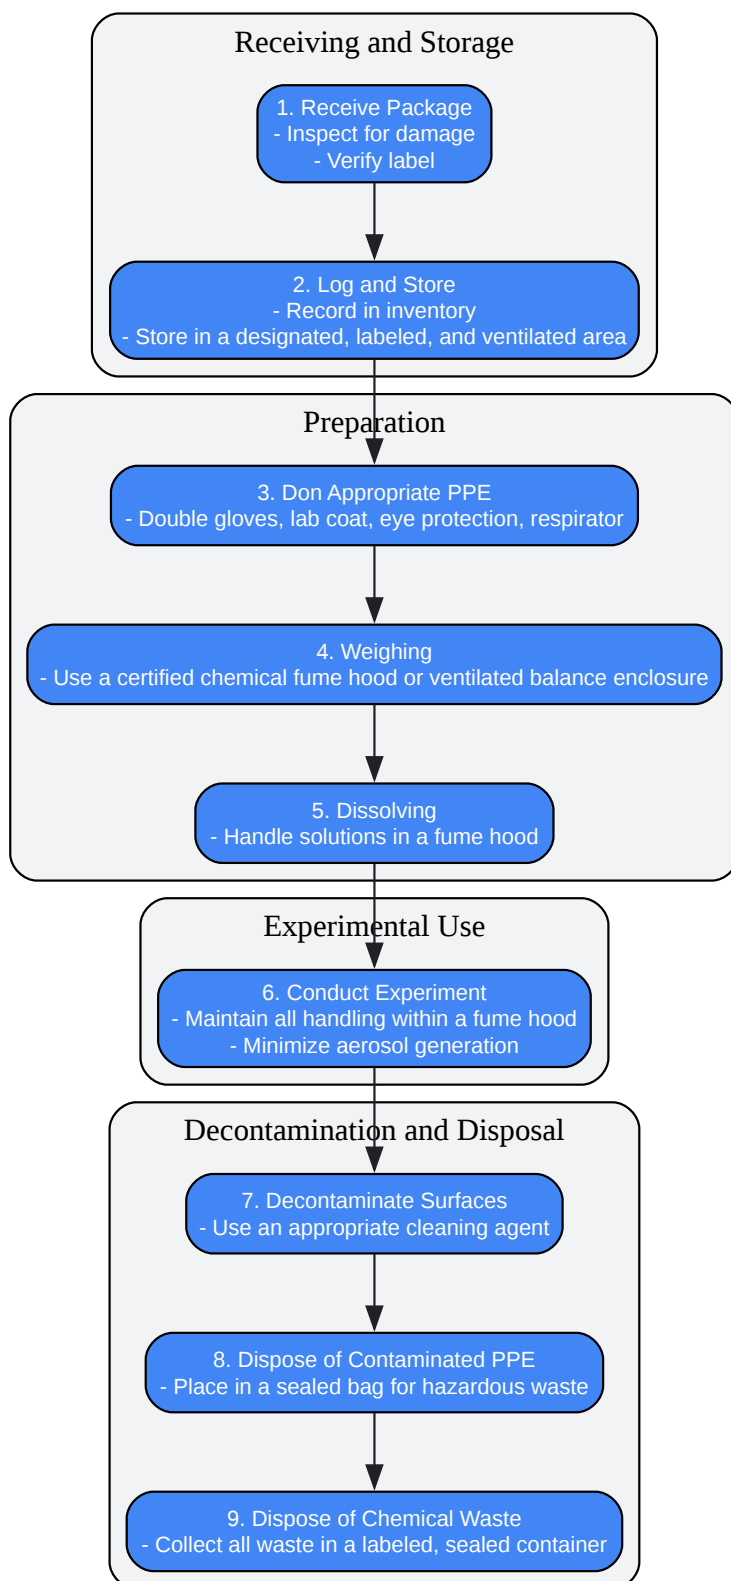 Receiving and Storage
1. Receive Package
- Inspect for damage
- Verify label
2. Log and Store
- Record in inventory
- Store in a designated, labeled, and ventilated area
Preparation
3. Don Appropriate PPE
- Double gloves, lab coat, eye protection, respirator
4. Weighing
- Use a certified chemical fume hood or ventilated balance enclosure
5. Dissolving
- Handle solutions in a fume hood
Experimental Use
6. Conduct Experiment
- Maintain all handling within a fume hood
- Minimize aerosol generation
Decontamination and Disposal
7. Decontaminate Surfaces
- Use an appropriate cleaning agent
8. Dispose of Contaminated PPE
- Place in a sealed bag for hazardous waste
9. Dispose of Chemical Waste
- Collect all waste in a labeled, sealed container